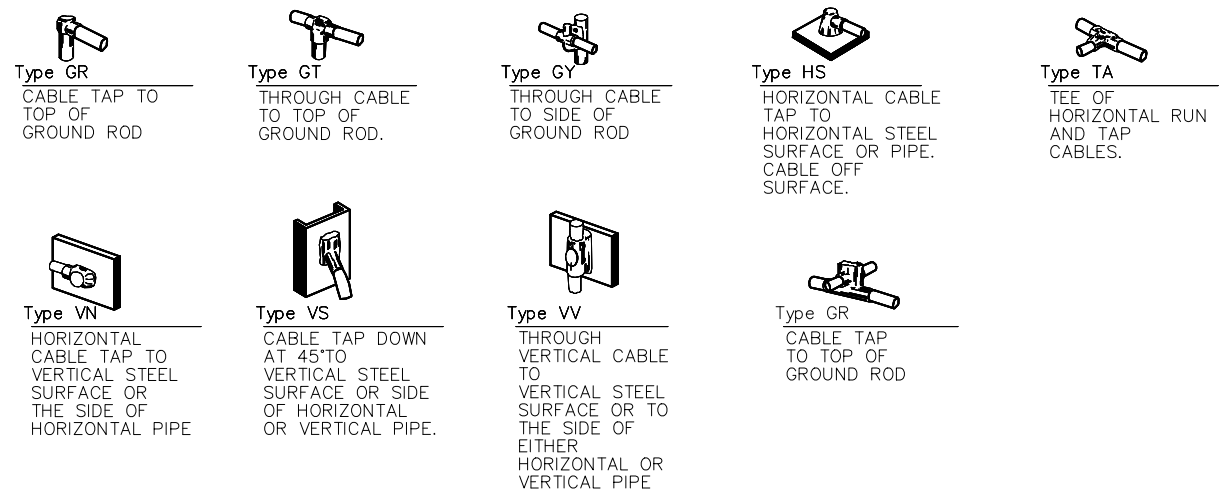 Type GR
CABLE TAP TO
TOP OF
GROUND ROD
Type GT
THROUGH CABLE
TO TOP OF
GROUND ROD.
Type GY
THROUGH CABLE
TO SIDE OF
GROUND ROD
Type HS
HORIZONTAL CABLE
TAP TO
HORIZONTAL STEEL
SURFACE OR PIPE.
CABLE OFF
SURFACE.
Type TA
TEE OF
HORIZONTAL RUN
AND TAP
CABLES.
Type VN
HORIZONTAL
CABLE TAP TO
VERTICAL STEEL
SURFACE OR
THE SIDE OF
HORIZONTAL PIPE
Type VS
CABLE TAP DOWN
AT 45°TO
VERTICAL STEEL
SURFACE OR SIDE
OF HORIZONTAL
OR VERTICAL PIPE.
Type VV
THROUGH
VERTICAL CABLE
TO
VERTICAL STEEL
SURFACE OR TO
THE SIDE OF
EITHER
HORIZONTAL OR
VERTICAL PIPE
Type GR
CABLE TAP
TO TOP OF
GROUND ROD